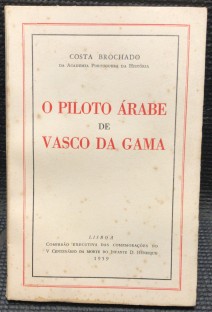 COSTA BROCHADO
DA ACADEMIA PORTUGUESA DA HISTÓRIA
O PILOTO ÁRABE
DE
VASCO DA GAMA
LISBOA
COMISSÃO EXECUTIVA DAS COMEMORAÇÕES DO
V CENTENÁRIO DA MORTE DO INFANTE D. HENRIQUE
1959